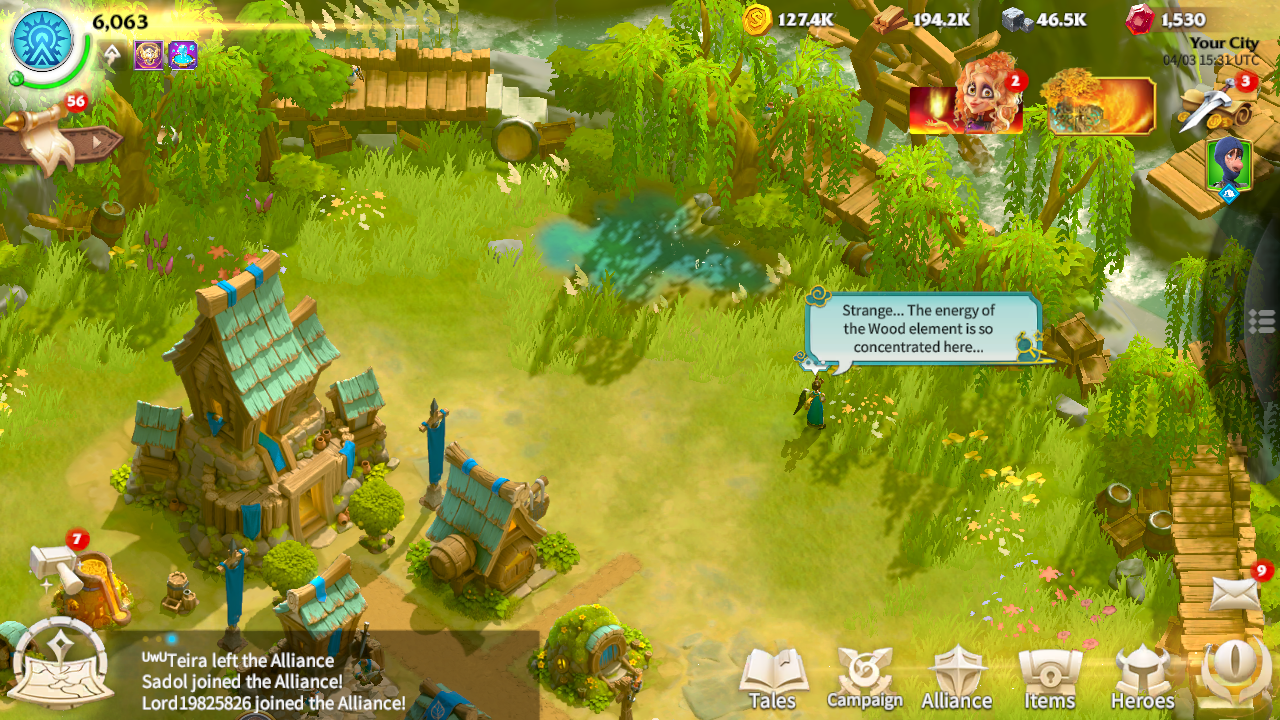 6,063
127.4K
194.2K
46.5K
1,530
Your City
04/03 15:31 UTC
56
2
3
Strange... The energy of
the Wood element is so
concentrated here...
7
9
UwUTeira left the Alliance
Sadol joined the Alliance!
Lord19825826 joined the Alliance!
Tales
Campaign
Alliance
Items
Heroes